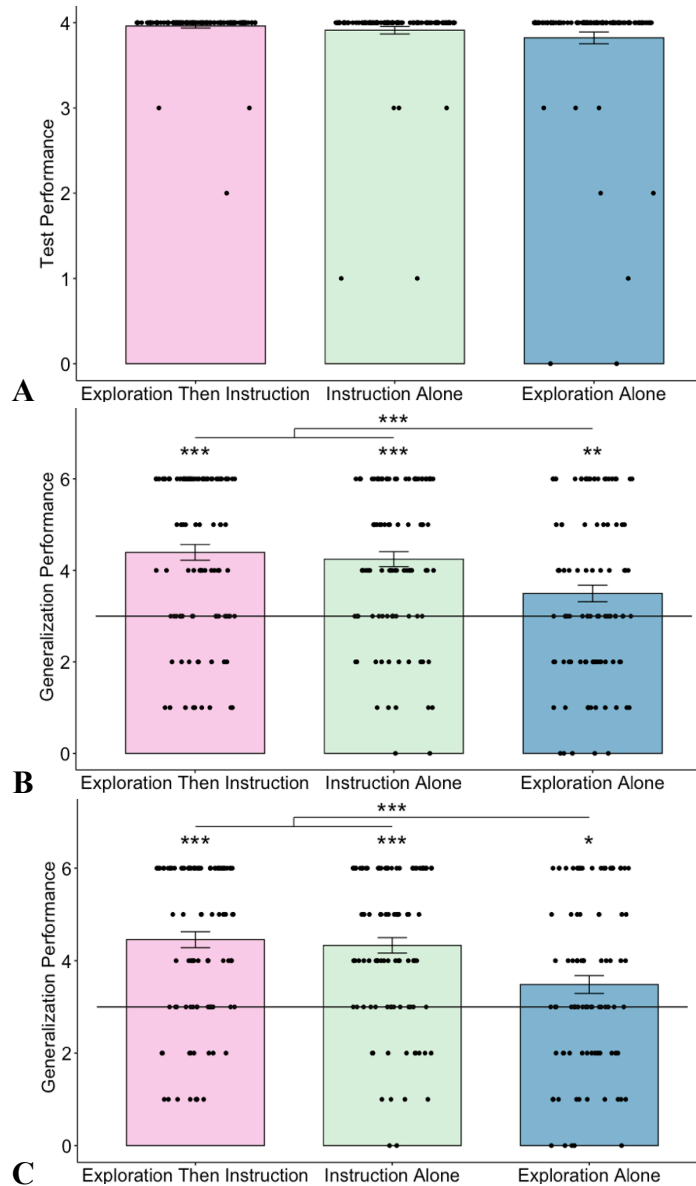 4
3
2
1
0
Test Performance
A
Exploration Then Instruction Instruction Alone Exploration Alone
***
*** *** **
6
4
2
0
Generalization Performance
B
Exploration Then Instruction Instruction Alone Exploration Alone
***
*** *** *
6
4
2
0
Generalization Performance
C
Exploration Then Instruction Instruction Alone Exploration Alone